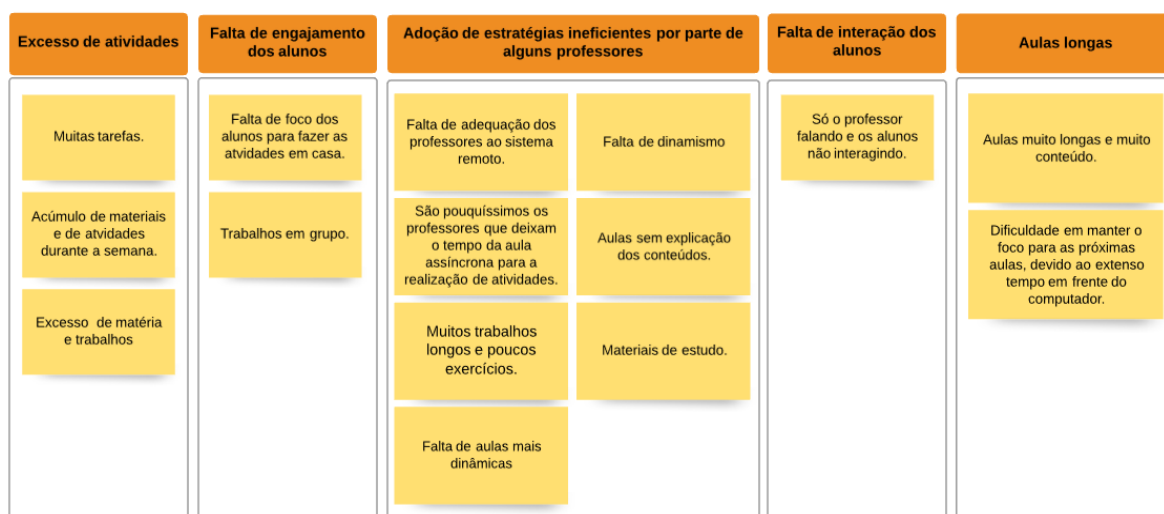 Excesso de atividades
Muitas tarefas.
Acúmulo de materiais
e de atvidades
durante a semana.
Excesso de matéria
e trabalhos
Falta de engajamento
dos alunos
Falta de foco dos
alunos para fazer as
atvidades em casa.
Trabalhos em grupo.
Adoção de estratégias ineficientes por parte de
alguns professores
Falta de adequação dos
professores ao sistema
remoto.
Falta de dinamismo
São pouquíssimos os
professores que deixam
o tempo da aula
assíncrona para a
realização de atividades.
Aulas sem explicação
dos conteúdos.
Muitos trabalhos
longos e poucos
exercícios.
Materiais de estudo.
Falta de aulas mais
dinâmicas
Falta de interação dos
alunos
Só o professor
falando e os alunos
não interagindo.
Aulas longas
Aulas muito longas e muito
conteúdo.
Dificuldade em manter o
foco para as próximas
aulas, devido ao extenso
tempo em frente do
computador.